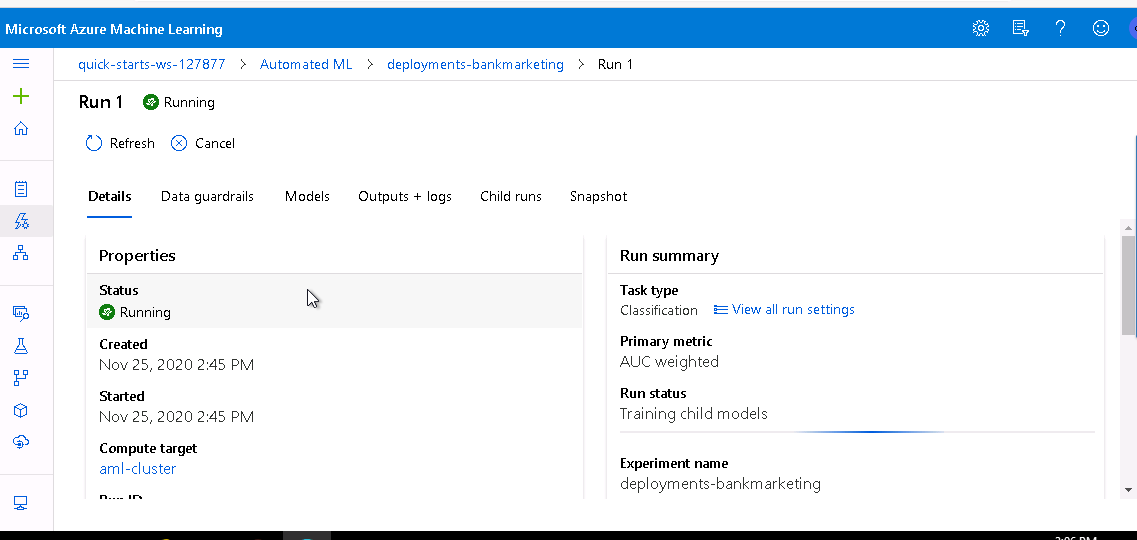 Microsoft Azure Machine Learning
quick-starts-ws-127877 > Automated ML > deployments-bankmarketing > Run 1
Run 1 Running
Refresh Cancel
Details Data guardrails Models Outputs + logs Child runs Snapshot
Properties
Status
Running
Created
Nov 25, 2020 2:45 PM
Started
Nov 25, 2020 2:45 PM
Compute target
aml-cluster
Run ID
Run summary
Task type
Classification View all run settings
Primary metric
AUC weighted
Run status
Training child models
Experiment name
deployments-bankmarketing